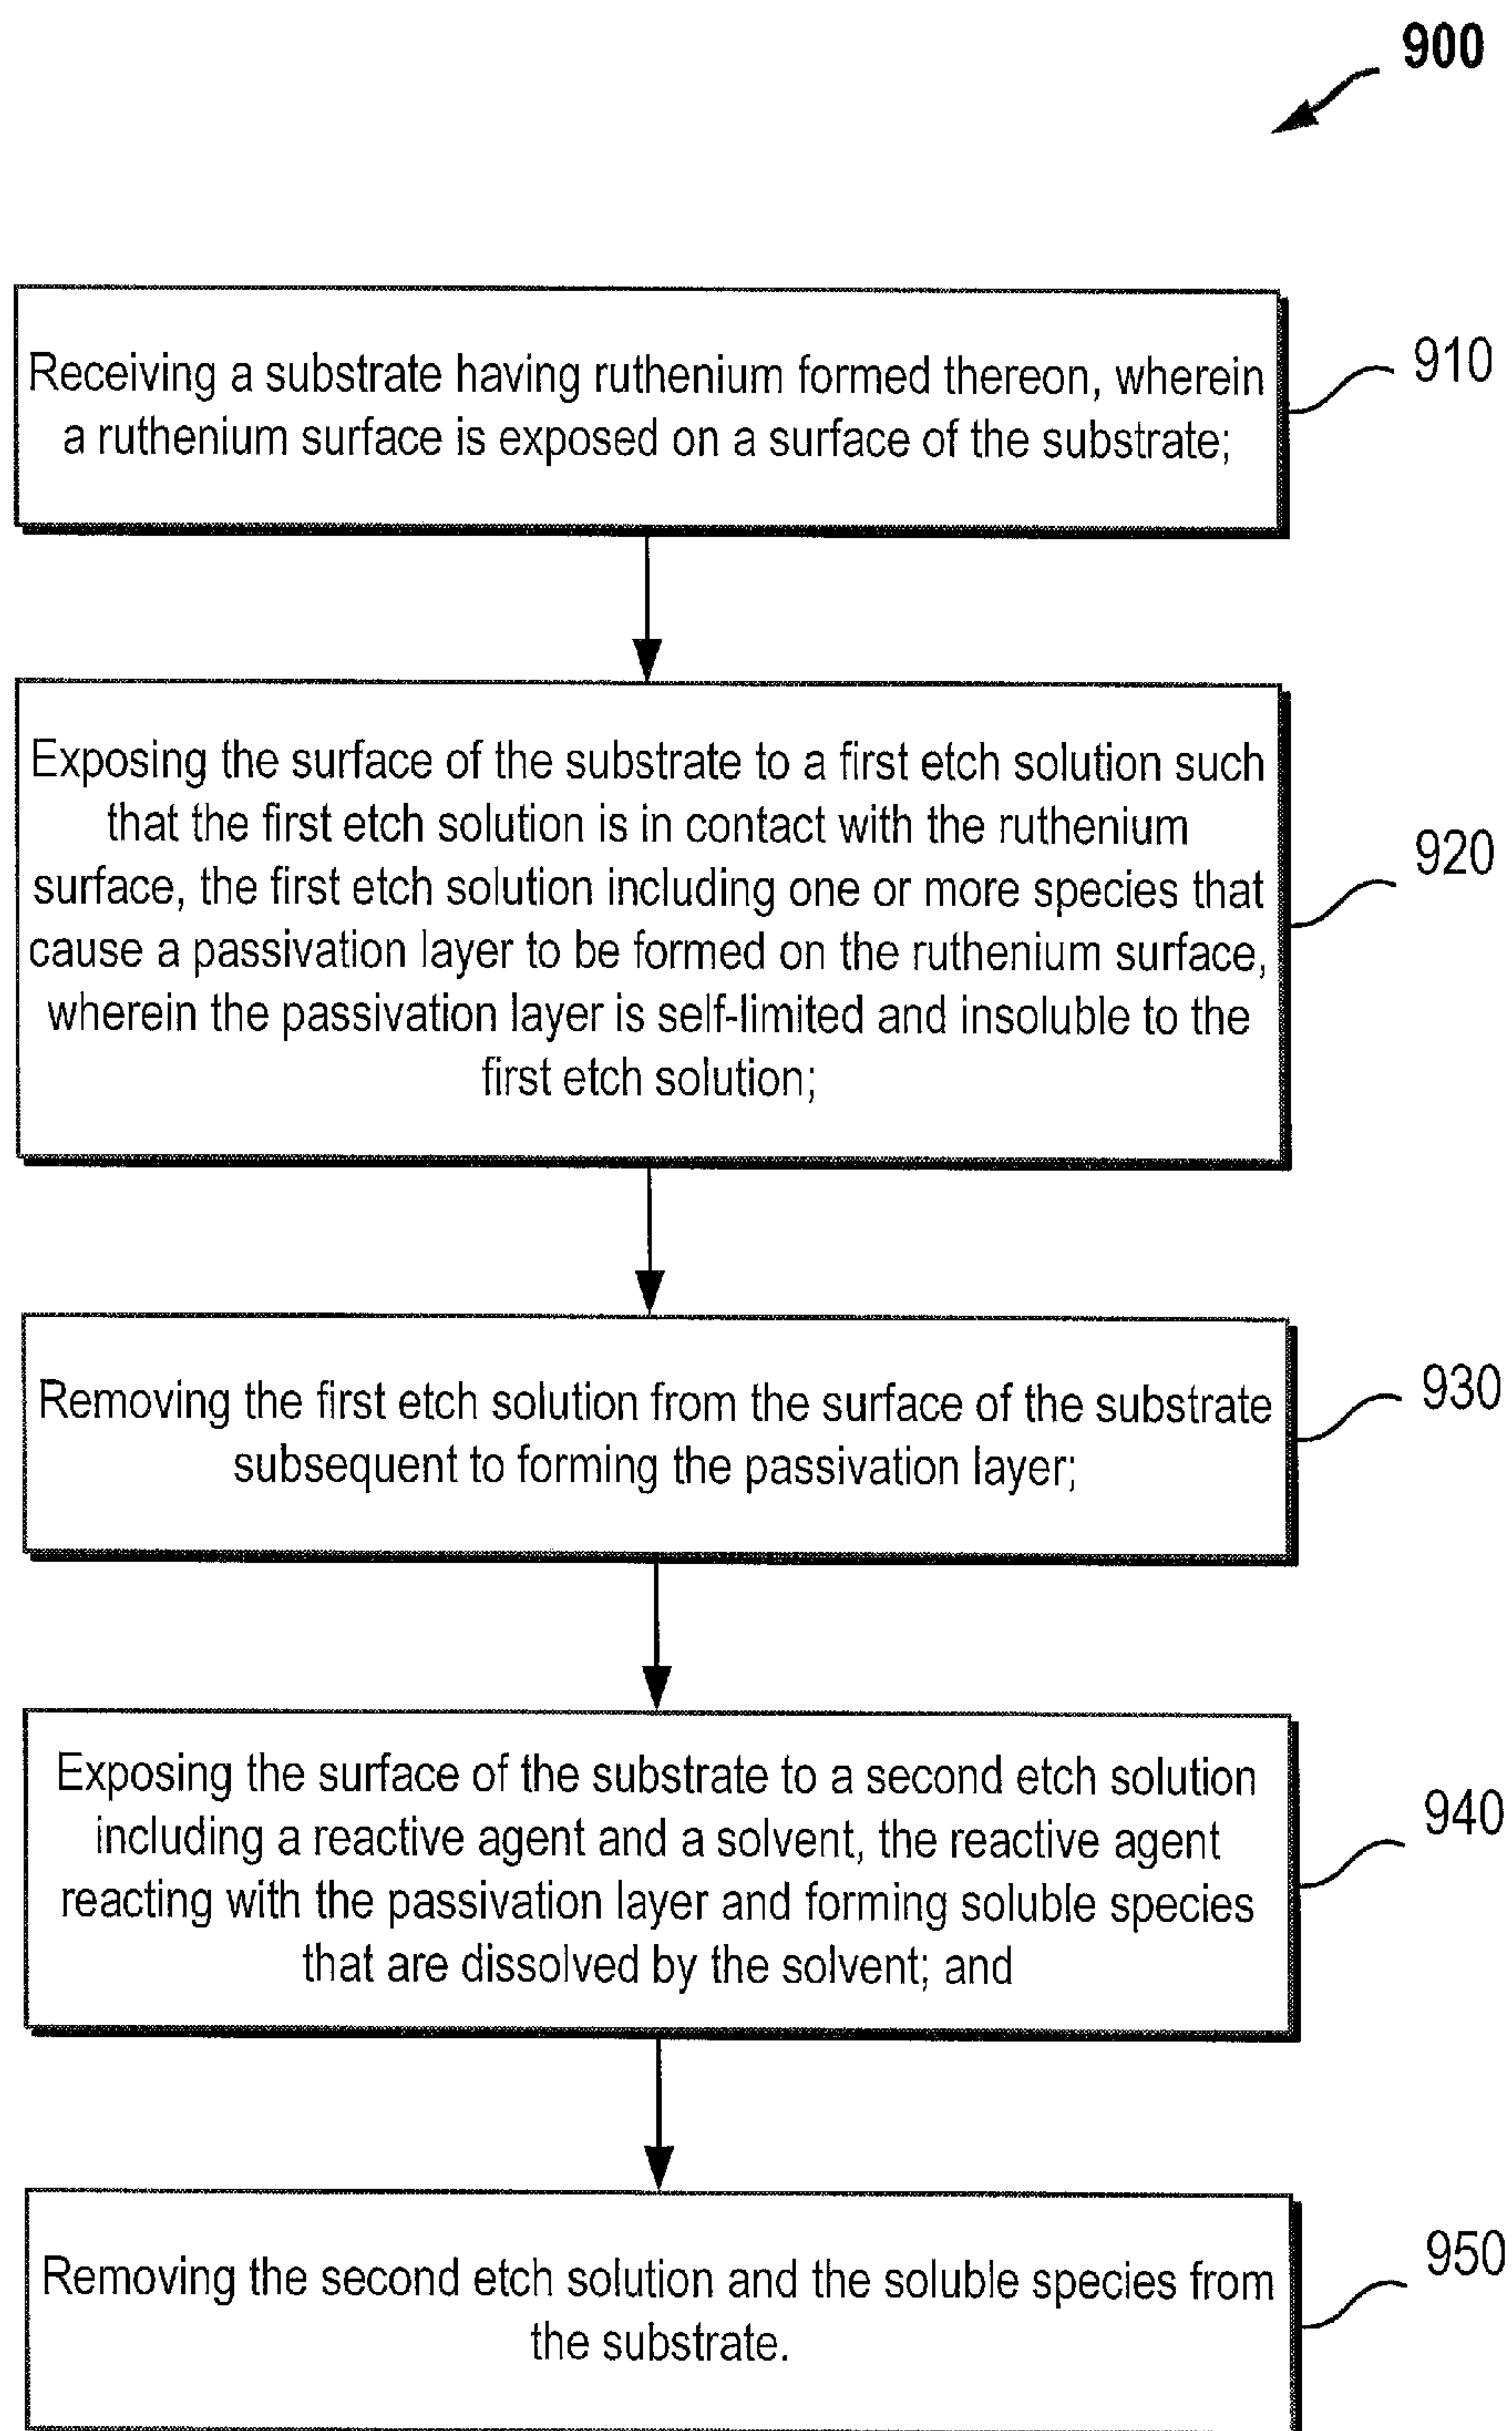 900
Receiving a substrate having ruthenium formed thereon, wherein
a ruthenium surface is exposed on a surface of the substrate;
910
Exposing the surface of the substrate to a first etch solution such
that the first etch solution is in contact with the ruthenium
surface, the first etch solution including one or more species that
cause a passivation layer to be formed on the ruthenium surface,
wherein the passivation layer is self-limited and insoluble to the
first etch solution;
920
Removing the first etch solution from the surface of the substrate
subsequent to forming the passivation layer;
930
Exposing the surface of the substrate to a second etch solution
including a reactive agent and a solvent, the reactive agent
reacting with the passivation layer and forming soluble species
that are dissolved by the solvent; and
940
Removing the second etch solution and the soluble species from
the substrate.
950